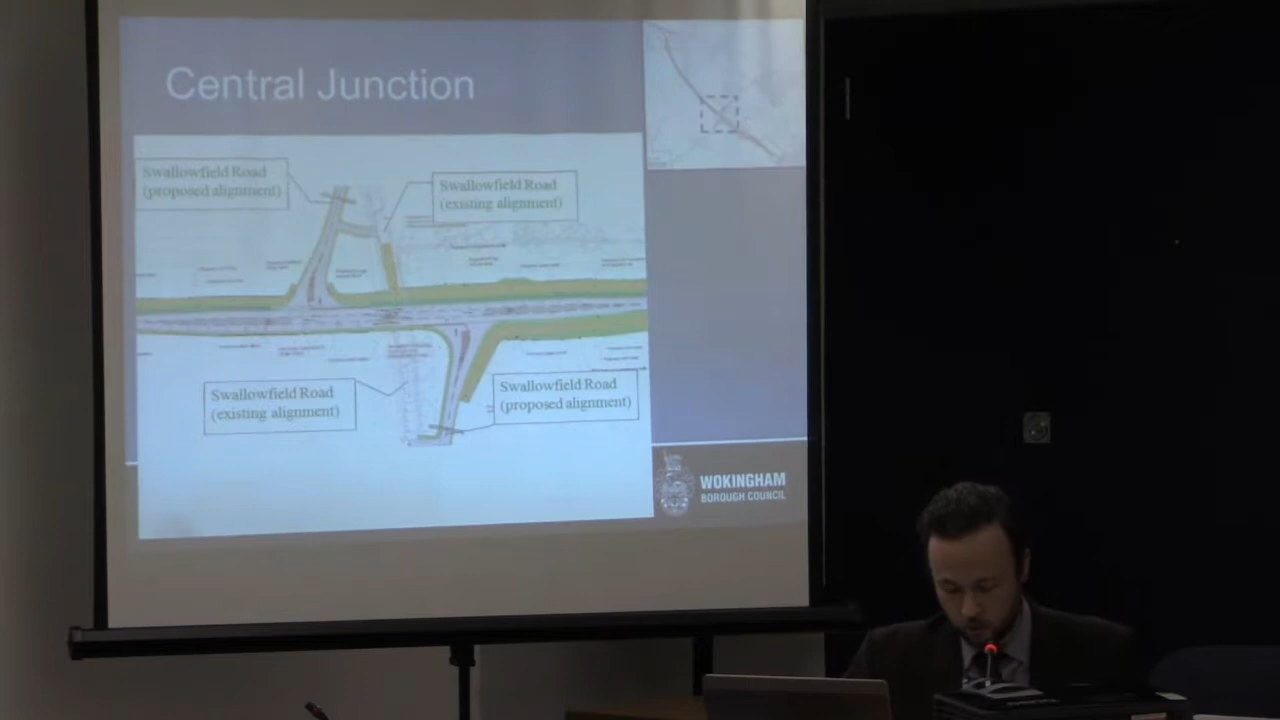 Central Junction
Swallowfield Road
(proposed alignment)
Swallowfield Road
(existing alignment)
Swallowfield Road
(existing alignment)
Swallowfield Road
(proposed alignment)
WOKINGHAM
BOROUGH COUNCIL